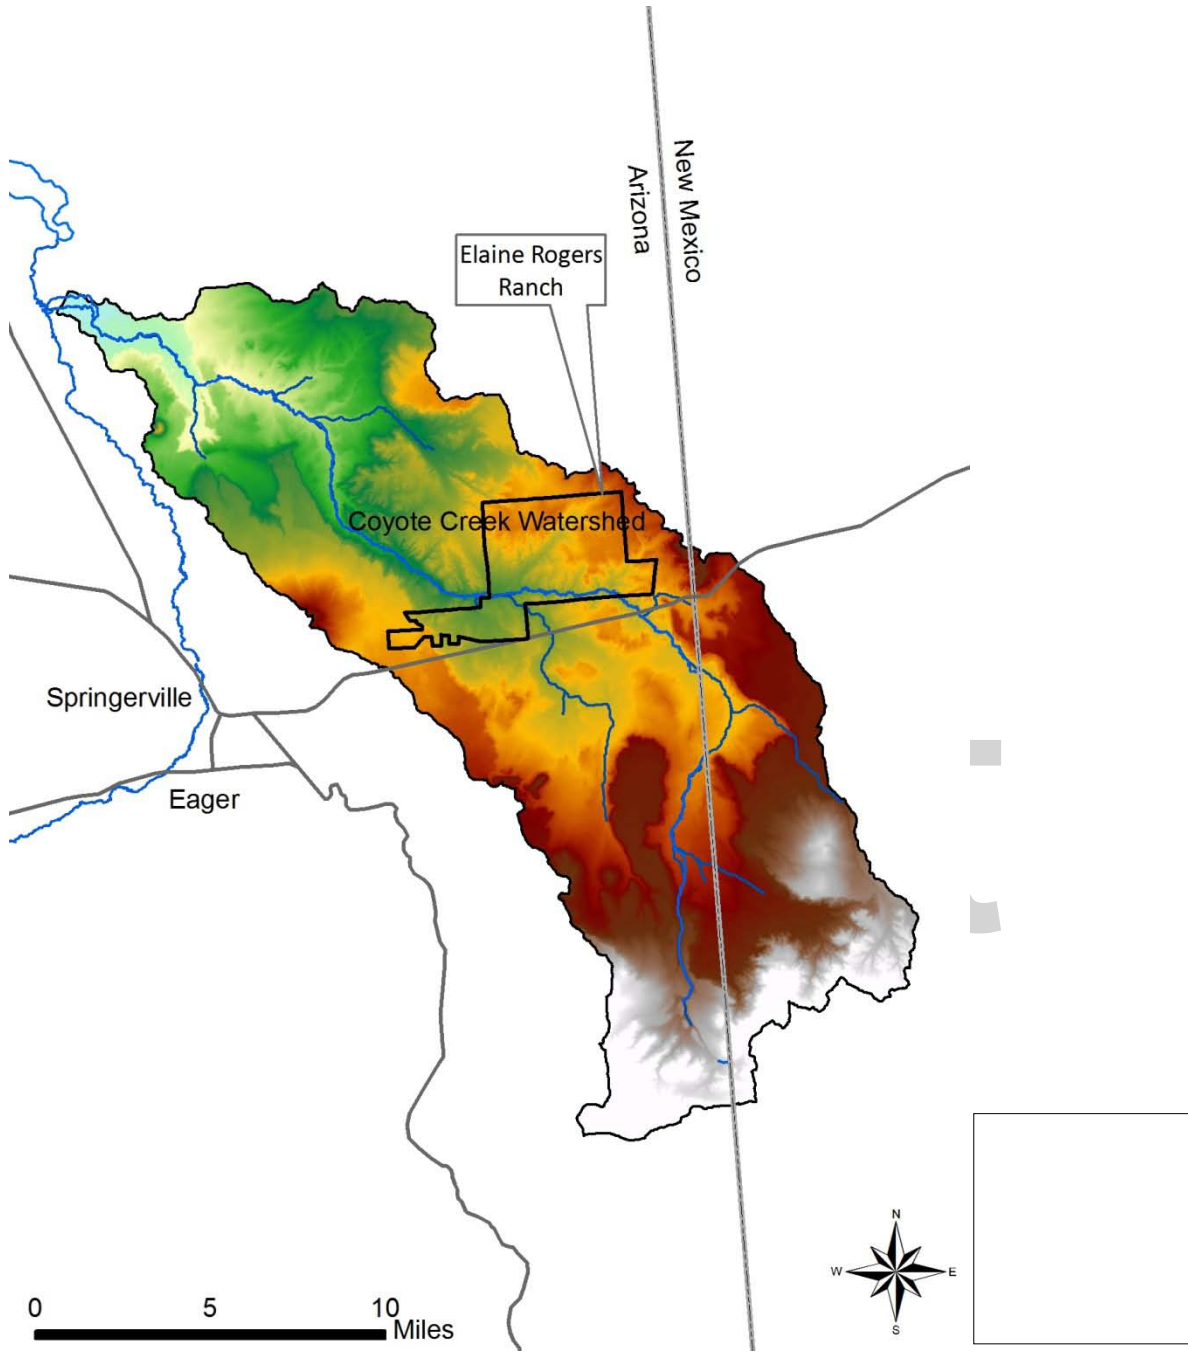 New Mexico
Arizona
Elaine Rogers
Ranch
Coyote Creek Watershed
Springerville
Eager
N
W
E
S
0
5
10
Miles